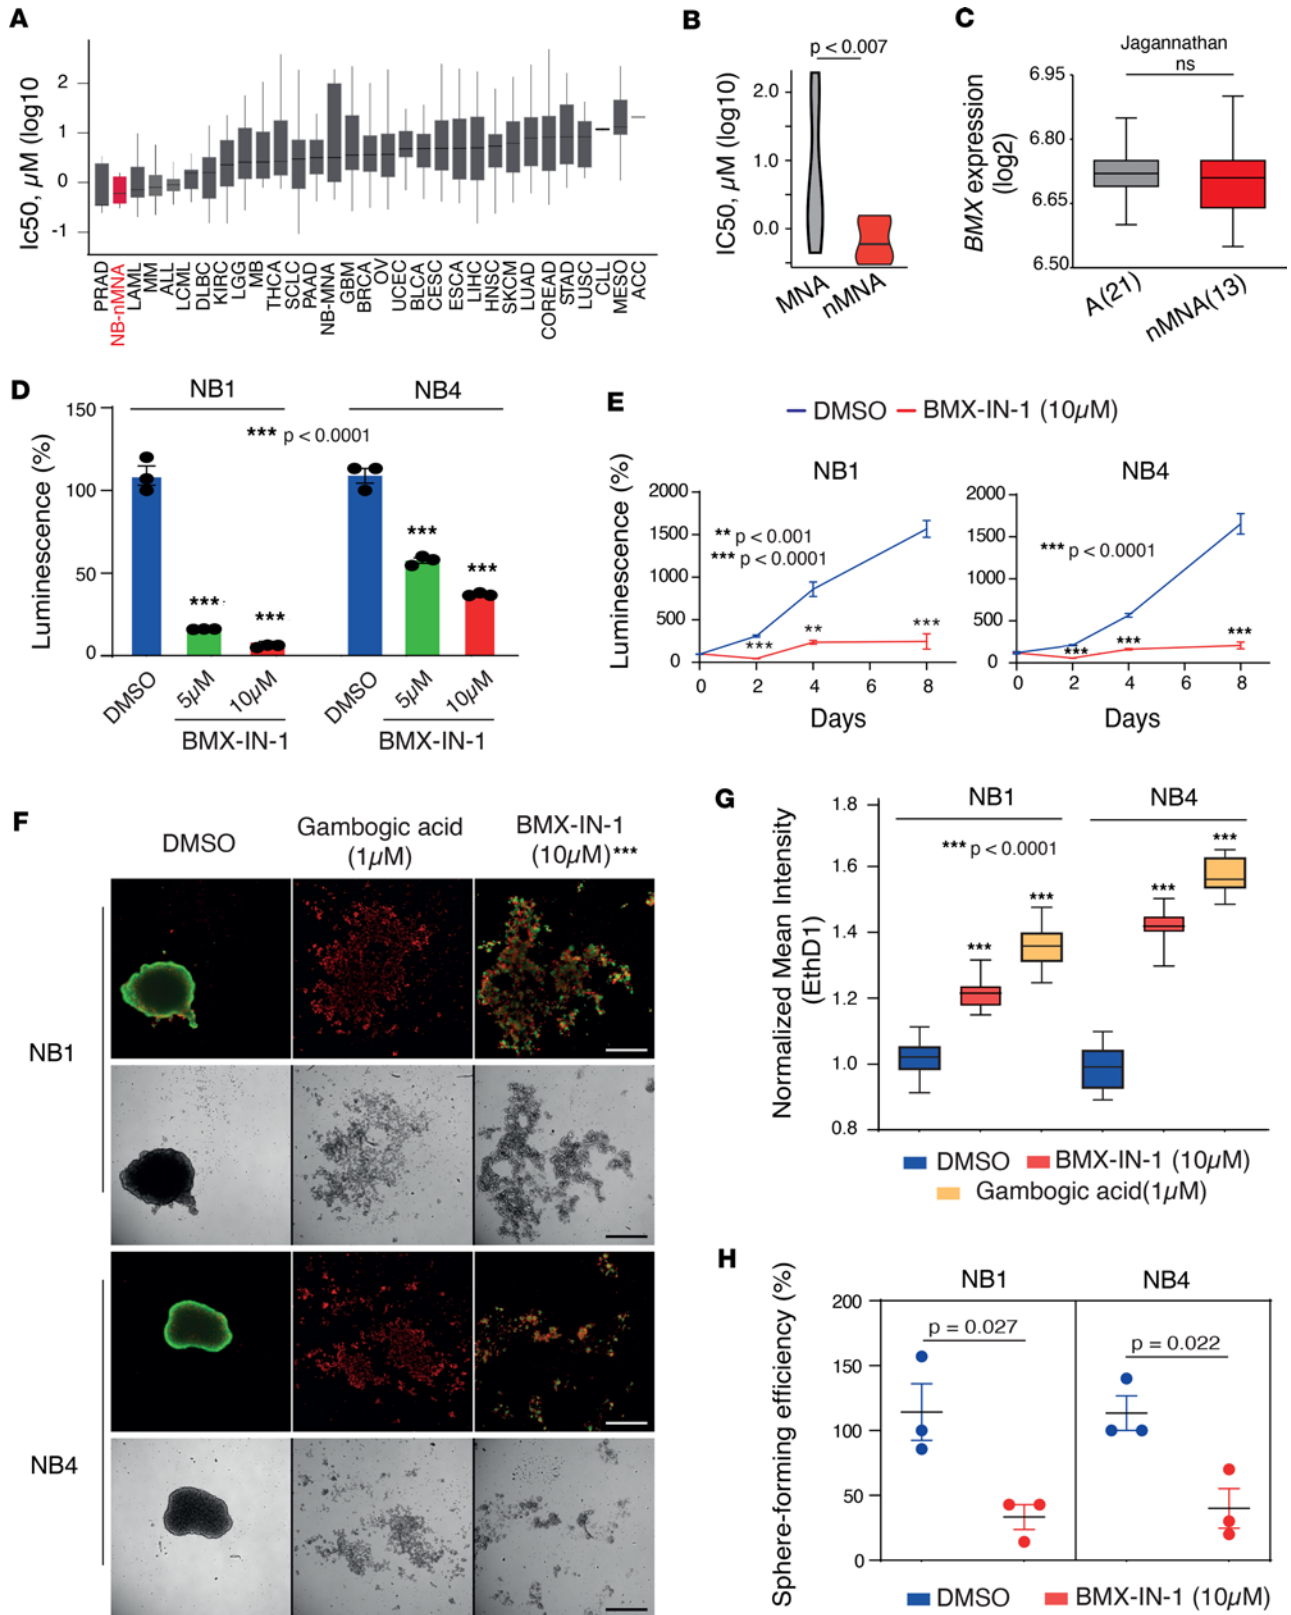 A
Ic50, µM (log10
2
1
0
-1
PRAD
NB-nMNA
LAML
MM
ALL
LCML
DLBC
KIRC
LGG
MB
THCA
SCLC
PAAD
NB-MNA
GBM
BRCA
OV
UCEC
BLCA
CESC
ESCA
LIHC
HNSC
SKCM
LUAD
COREAD
STAD
LUSC
CLL
MESO
ACC
B
p < 0.007
IC50, µM (log10)
2.0
1.0
0.0
MNA
nMNA
C
Jagannathan
ns
BMX expression
(log2)
6.95
6.80
6.65
6.50
A(21)
nMNA(13)
D
NB1
NB4
*** p < 0.0001
Luminescence (%)
150
100
50
0
***
***
***
***
DMSO
5µM
10µM
DMSO
5µM
10µM
BMX-IN-1
BMX-IN-1
E
DMSO
BMX-IN-1 (10µM)
NB1
NB4
Luminescence (%)
2000
1500
1000
500
0
** p < 0.001
*** p < 0.0001
***
**
***
0 2 4 6 8
Days
2000
1500
1000
500
0
*** p < 0.0001
***
***
***
0 2 4 6 8
Days
F
DMSO
Gambogic acid
(1µM)
BMX-IN-1
(10µM)***
NB1
NB4
G
NB1
NB4
*** p < 0.0001
Normalized Mean Intensity
(EthD1)
1.8
1.6
1.4
1.2
1.0
0.8
***
***
***
***
DMSO
BMX-IN-1 (10µM)
Gambogic acid(1µM)
H
NB1
NB4
Sphere-forming efficiency (%)
200
150
100
50
0
p = 0.027
p = 0.022
DMSO
BMX-IN-1 (10µM)